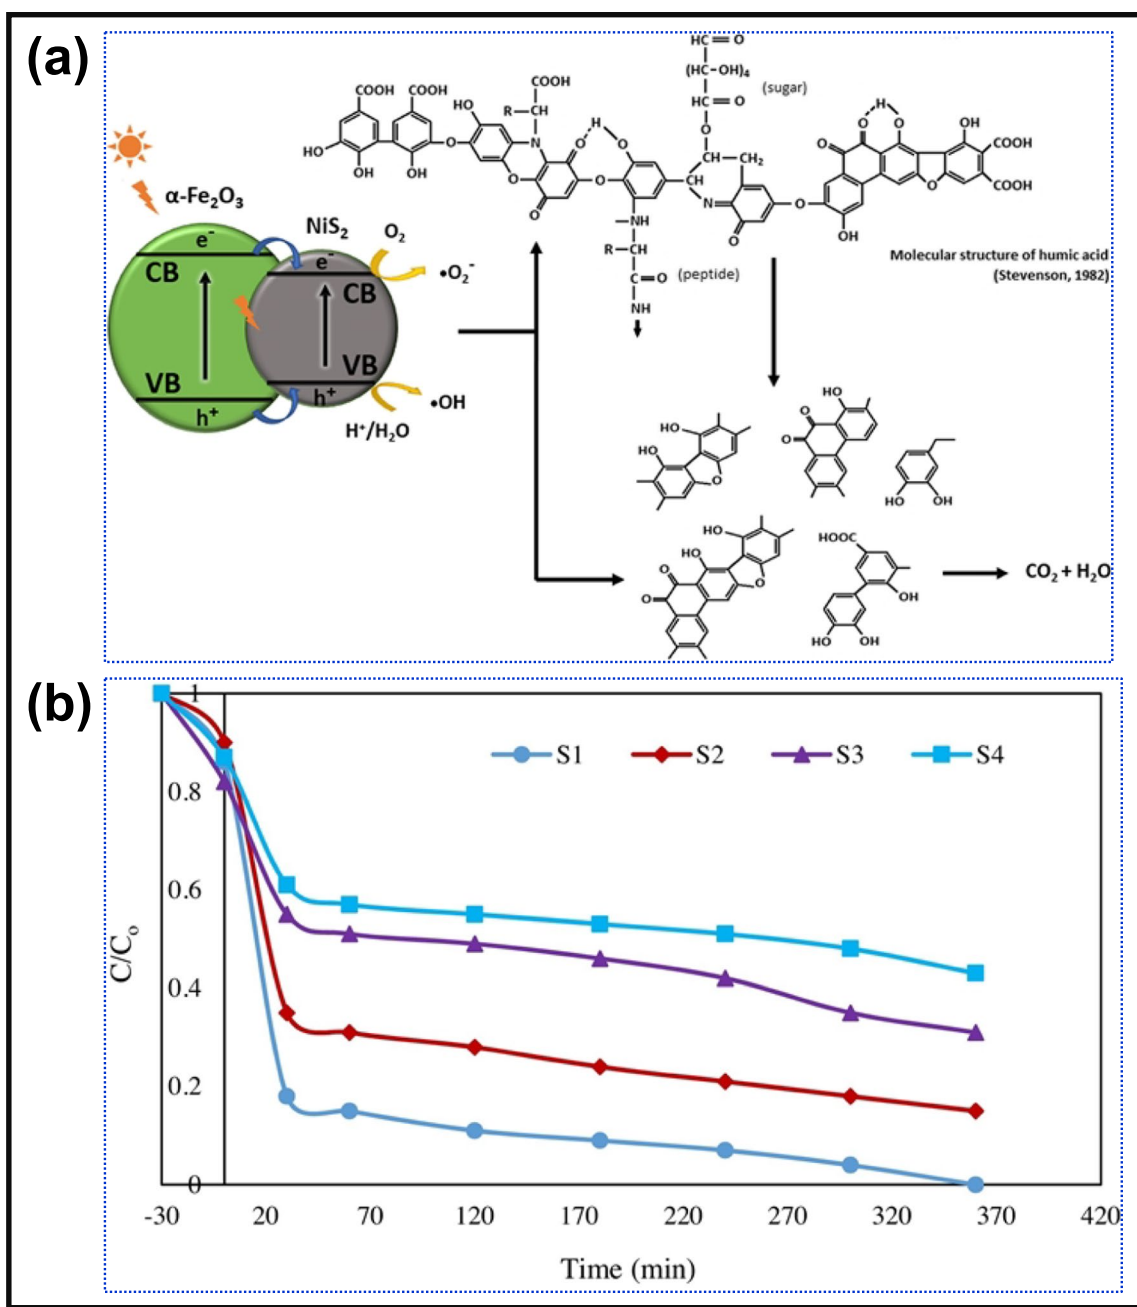 (a)
HC=O
(HC-OH)4
(sugar)
HC=O
O
COOH
COOH
COOH
R-CH
HO
N
O
H
O
CH
CH2
O
H
O
OH
O
COOH
COOH
HO
OH
OH
O
O
O
O
CH
N
O
O
O
OH
NH
R-CH
(peptide)
C=O
NH
α-Fe2O3
NiS2
O2
e-
e-
CB
CB
•O2-
VB
VB
h+
h+
•OH
H+/H2O
Molecular structure of humic acid
(Stevenson, 1982)
HO
HO
O
HO
O
O
HO
OH
HO
HO
O
O
O
HOOC
OH
HO
OH
CO2 + H2O
(b)
S1
S2
S3
S4
1
0.8
0.6
0.4
0.2
0
C/Co
-30
20
70
120
170
220
270
320
370
420
Time (min)